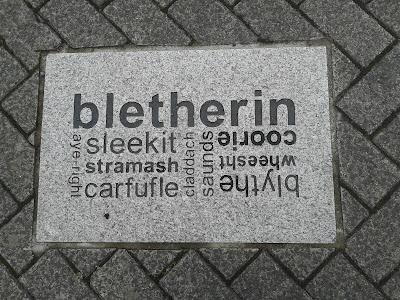 bletherin
aye-right
sleekit
stramash
carfufle
claddach
saunds
coorie
wheesht
blythe